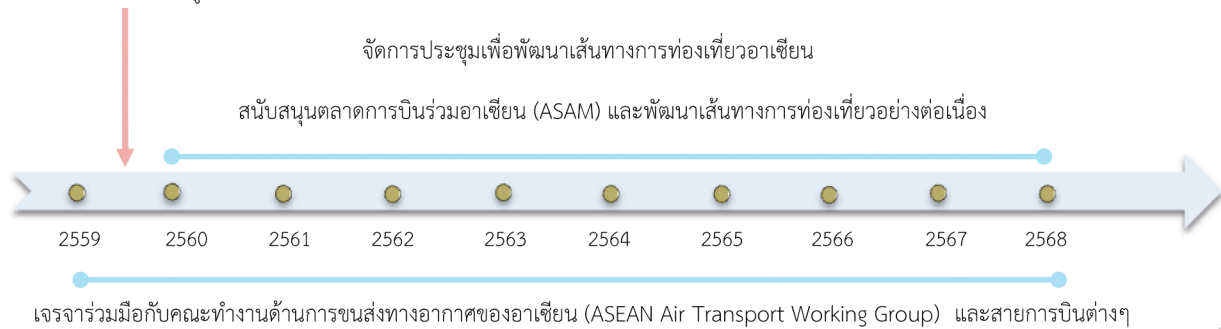 จัดการประชุมเพื่อพัฒนาเส้นทางการท่องเที่ยวอาเซียน
สนับสนุนตลาดการบินร่วมอาเซียน (ASAM) และพัฒนาเส้นทางการท่องเที่ยวอย่างต่อเนื่อง
2559 2560 2561 2562 2563 2564 2565 2566 2567 2568
เจรจาร่วมมือกับคณะทำงานด้านการขนส่งทางอากาศของอาเซียน (ASEAN Air Transport Working Group) และสายการบินต่างๆ